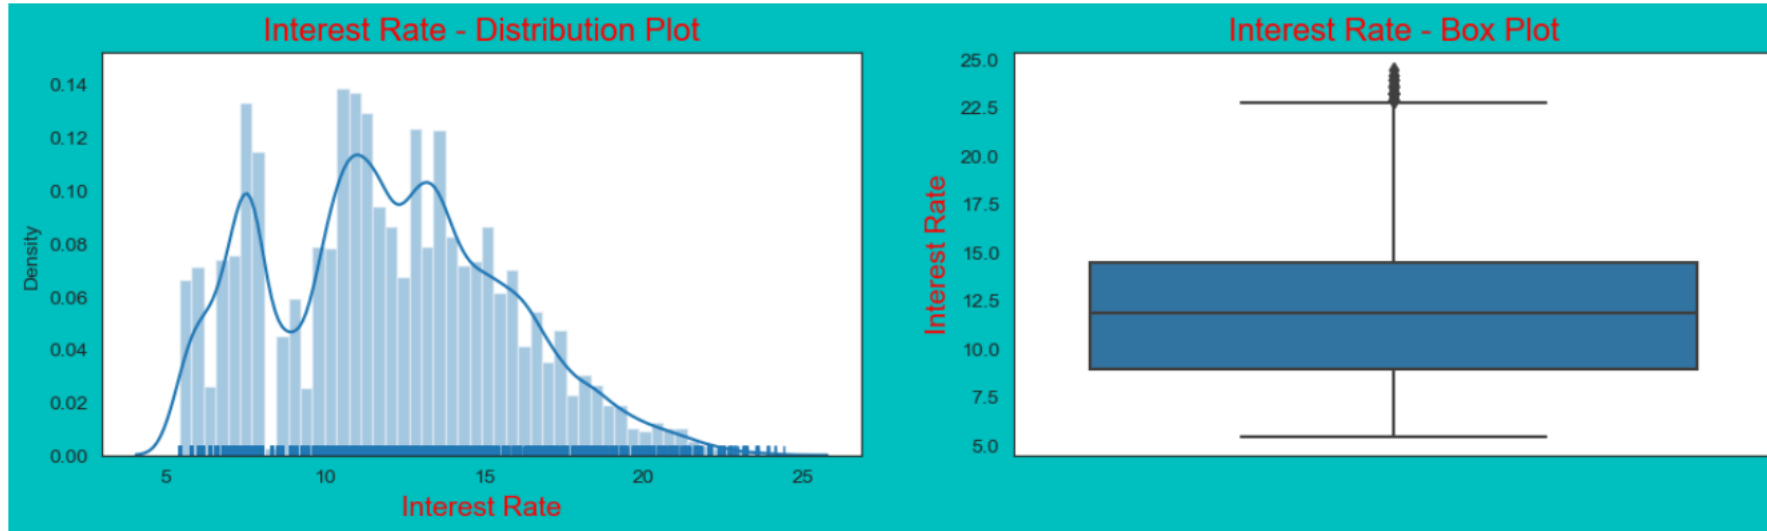 Interest Rate - Distribution Plot
0.14
0.12
0.10
0.08
0.06
0.04
0.02
0.00
Density
5 10 15 20 25
Interest Rate
Interest Rate - Box Plot
25.0
22.5
20.0
17.5
15.0
12.5
10.0
7.5
5.0
Interest Rate